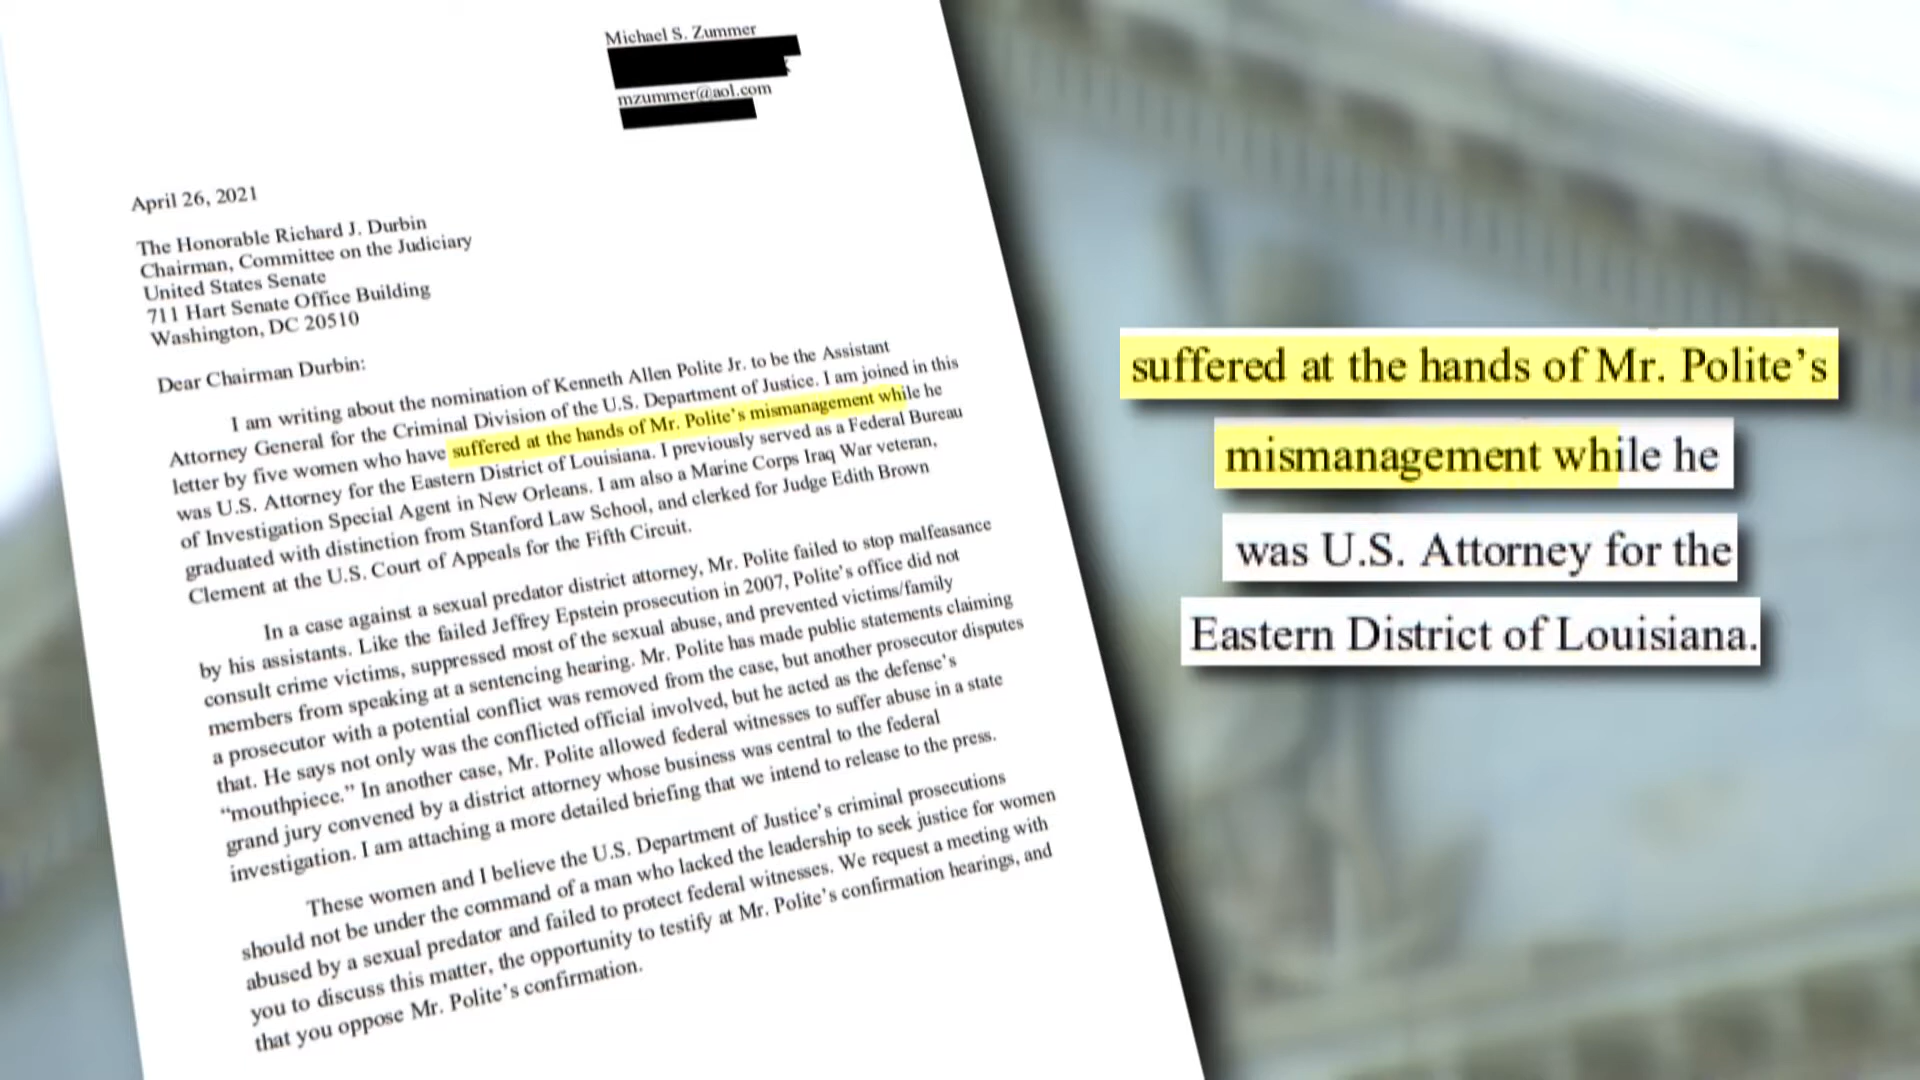 Michael S. Zummer
mzummer@aol.com
April 26, 2021
The Honorable Richard J. Durbin
Chairman, Committee on the Judiciary
United States Senate
711 Hart Senate Office Building
Washington, DC 20510
Dear Chairman Durbin:
I am writing about the nomination of Kenneth Allen Polite Jr. to be the Assistant
Attorney General for the Criminal Division of the U.S. Department of Justice. I am joined in this
letter by five women who have suffered at the hands of Mr. Polite's mismanagement while he
was U.S. Attorney for the Eastern District of Louisiana. I previously served as a Federal Bureau
of Investigation Special Agent in New Orleans. I am also a Marine Corps Iraq War veteran,
graduated with distinction from Stanford Law School, and clerked for Judge Edith Brown
Clement at the U.S. Court of Appeals for the Fifth Circuit.
In a case against a sexual predator district attorney, Mr. Polite failed to stop malfeasance
by his assistants. Like the failed Jeffrey Epstein prosecution in 2007, Polite's office did not
consult crime victims, suppressed most of the sexual abuse, and prevented victims/family
members from speaking at a sentencing hearing. Mr. Polite has made public statements claiming
a prosecutor with a potential conflict was removed from the case, but another prosecutor disputes
that. He says not only was the conflicted official involved, but he acted as the defense's
“mouthpiece.” In another case, Mr. Polite allowed federal witnesses to suffer abuse in a state
grand jury convened by a district attorney whose business was central to the federal
investigation. I am attaching a more detailed briefing that we intend to release to the press.
These women and I believe the U.S. Department of Justice's criminal prosecutions
should not be under the command of a man who lacked the leadership to seek justice for women
abused by a sexual predator and failed to protect federal witnesses. We request a meeting with
you to discuss this matter, the opportunity to testify at Mr. Polite's confirmation hearings, and
that you oppose Mr. Polite's confirmation.
suffered at the hands of Mr. Polite's
mismanagement while he
was U.S. Attorney for the
Eastern District of Louisiana.